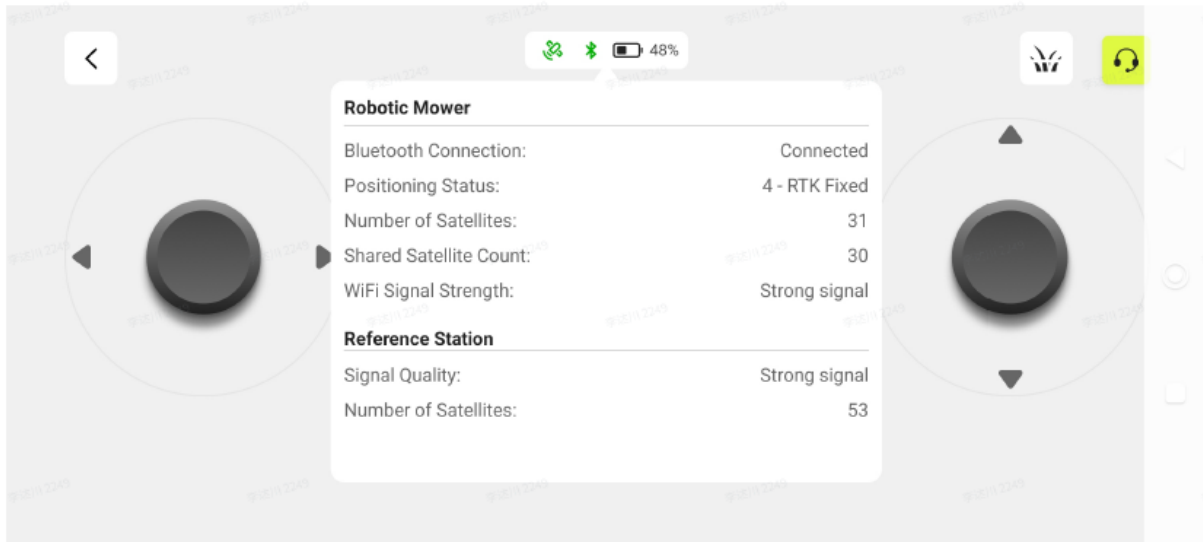 48%
Robotic Mower
Bluetooth Connection: Connected
Positioning Status: 4 - RTK Fixed
Number of Satellites: 31
Shared Satellite Count: 30
WiFi Signal Strength: Strong signal
Reference Station
Signal Quality: Strong signal
Number of Satellites: 53